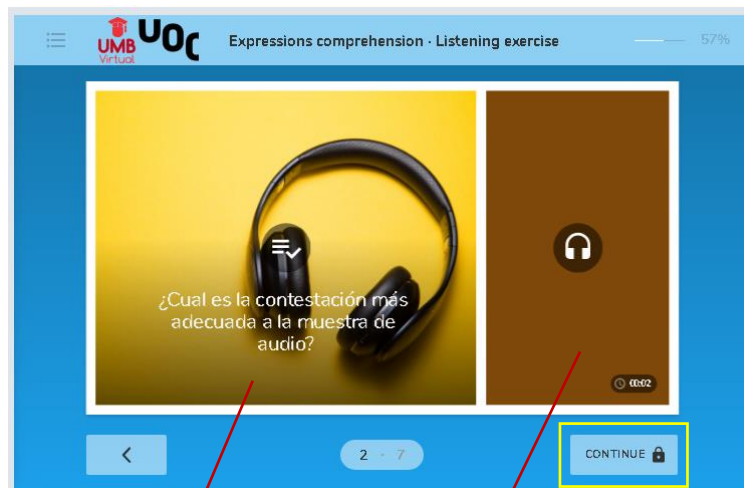 UMB
Virtual
UOC
Expressions comprehension · Listening exercise
57%
¿Cual es la contestación más
adecuada a la muestra de
audio?
00:02
2 · 7
CONTINUE